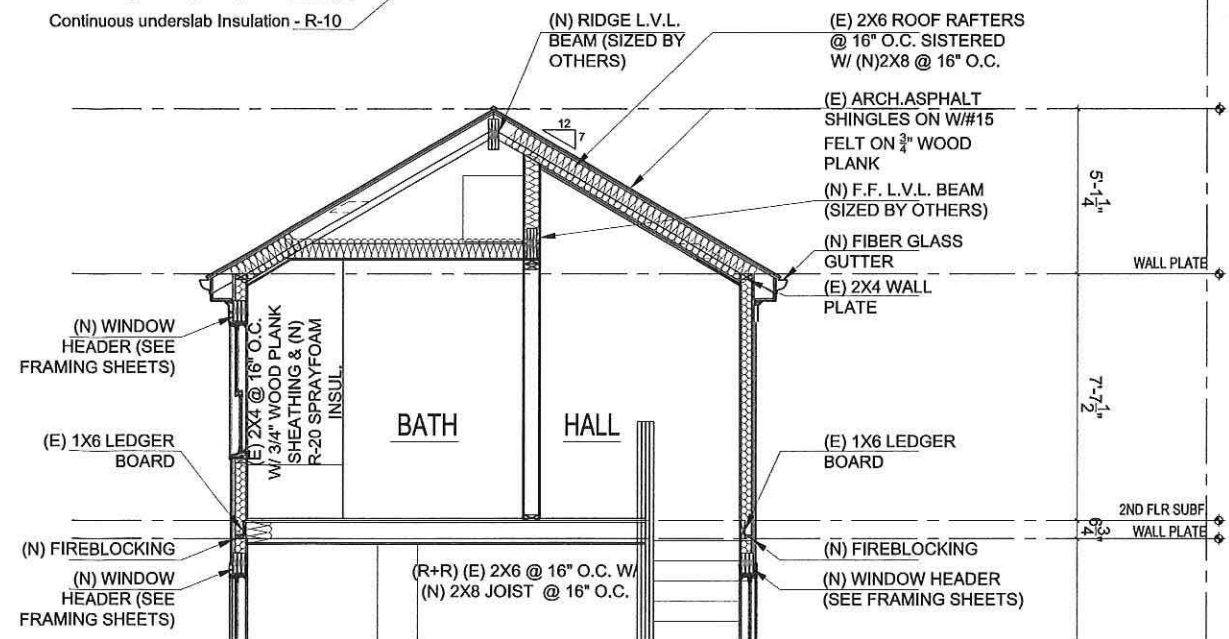 Continuous underslab Insulation - R-10
(N) RIDGE L.V.L.
BEAM (SIZED BY
OTHERS)
(E) 2X6 ROOF RAFTERS
@ 16" O.C. SISTERED
W/ (N)2X8 @ 16" O.C.
(E) ARCH.ASPHALT
SHINGLES ON W/#15
FELT ON 3/4" WOOD
PLANK
12
7
(N) F.F. L.V.L. BEAM
(SIZED BY OTHERS)
(N) FIBER GLASS
GUTTER
(E) 2X4 WALL
PLATE
5'-1 1/4"
WALL PLATE
(N) WINDOW
HEADER (SEE
FRAMING SHEETS)
(E) 2X4 @ 16" O.C.
W/ 3/4" WOOD PLANK
SHEATHING & (N)
R-20 SPRAYFOAM
INSUL.
BATH
HALL
7'-7 1/2"
(E) 1X6 LEDGER
BOARD
(E) 1X6 LEDGER
BOARD
2ND FLR SUBF
6 3/4"
WALL PLATE
(N) FIREBLOCKING
(N) FIREBLOCKING
(N) WINDOW
HEADER (SEE
FRAMING SHEETS)
(R+R) (E) 2X6 @ 16" O.C. W/
(N) 2X8 JOIST @ 16" O.C.
(N) WINDOW HEADER
(SEE FRAMING SHEETS)